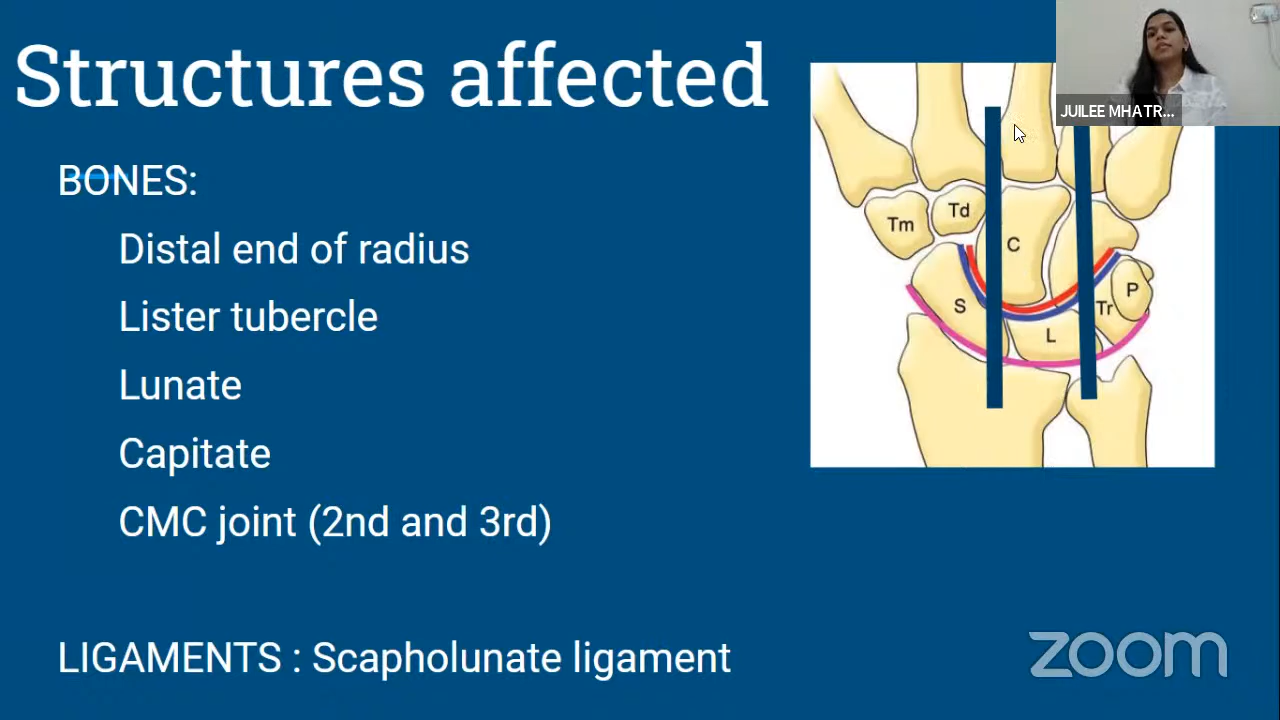 Structures affected
JUILEE MHATR...
BONES:
Distal end of radius
Lister tubercle
Lunate
Capitate
CMC joint (2nd and 3rd)
LIGAMENTS : Scapholunate ligament
Tm
Td
C
S
L
Tr
P
zoom